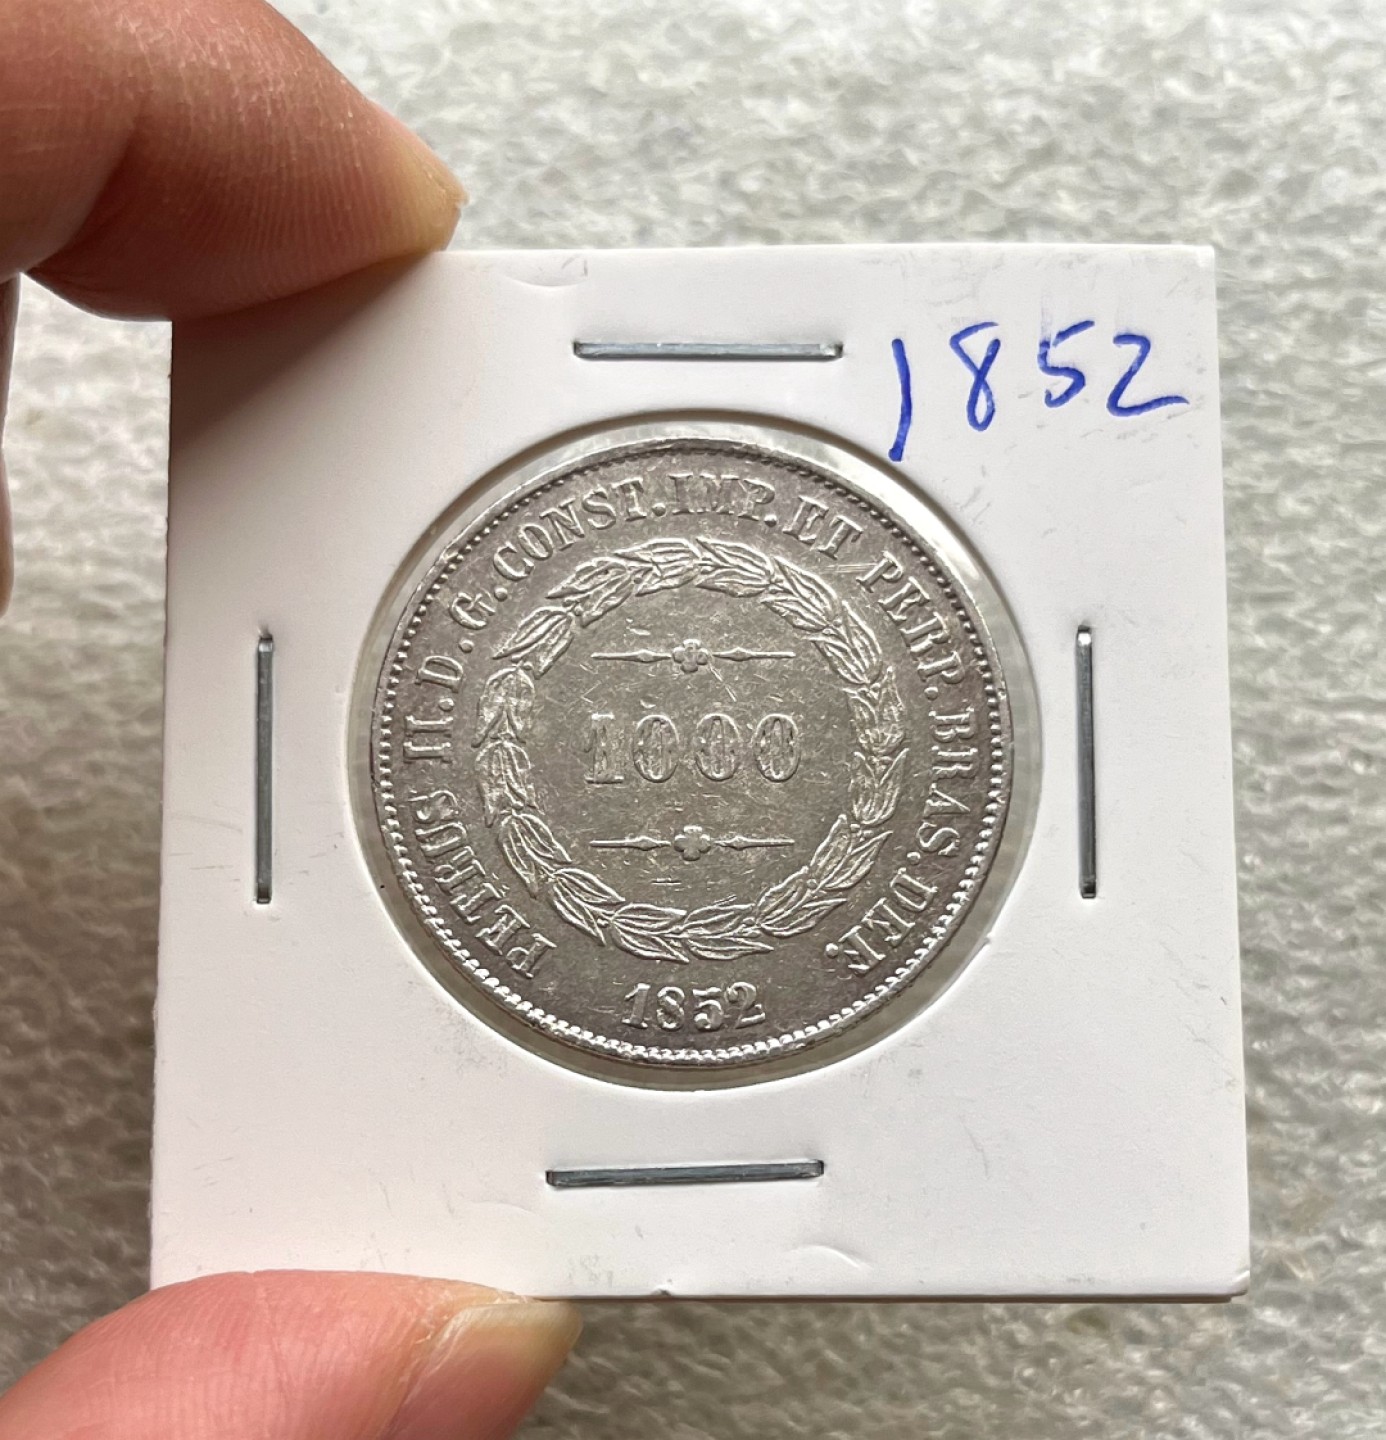 1852
PETRUS II.D.G.CONST.IMP.ET PERP.BRAS.DEF.
1000
1852